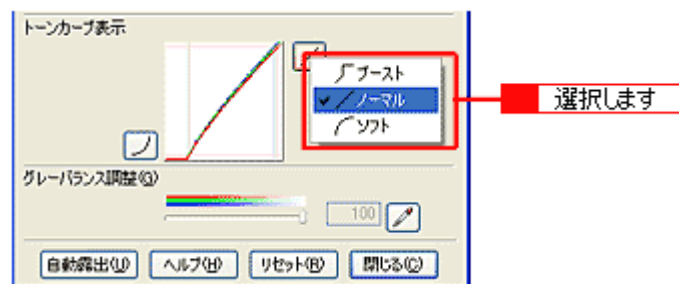 トーンカーブ表示
ブースト
ノーマル
ソフト
選択します
グレーバランス調整(G)
100
自動露出(U)
ヘルプ(H)
リセット(R)
閉じる(C)